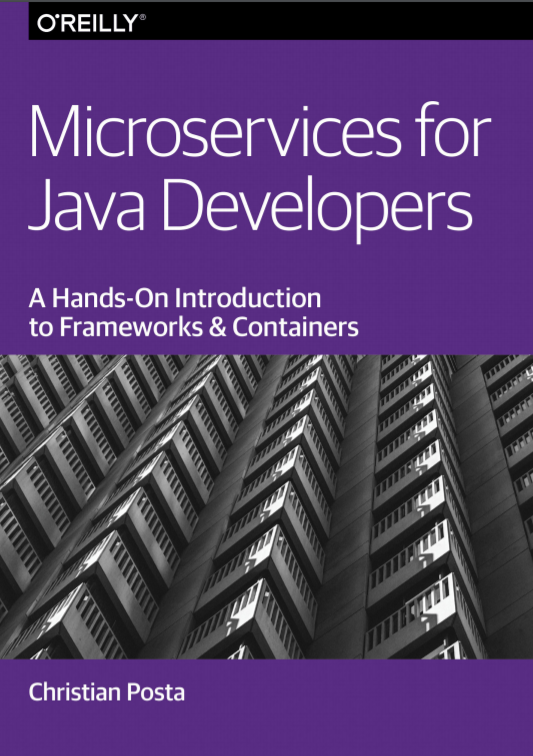 O'REILLY®
Microservices for
Java Developers
A Hands-On Introduction
to Frameworks & Containers
Christian Posta